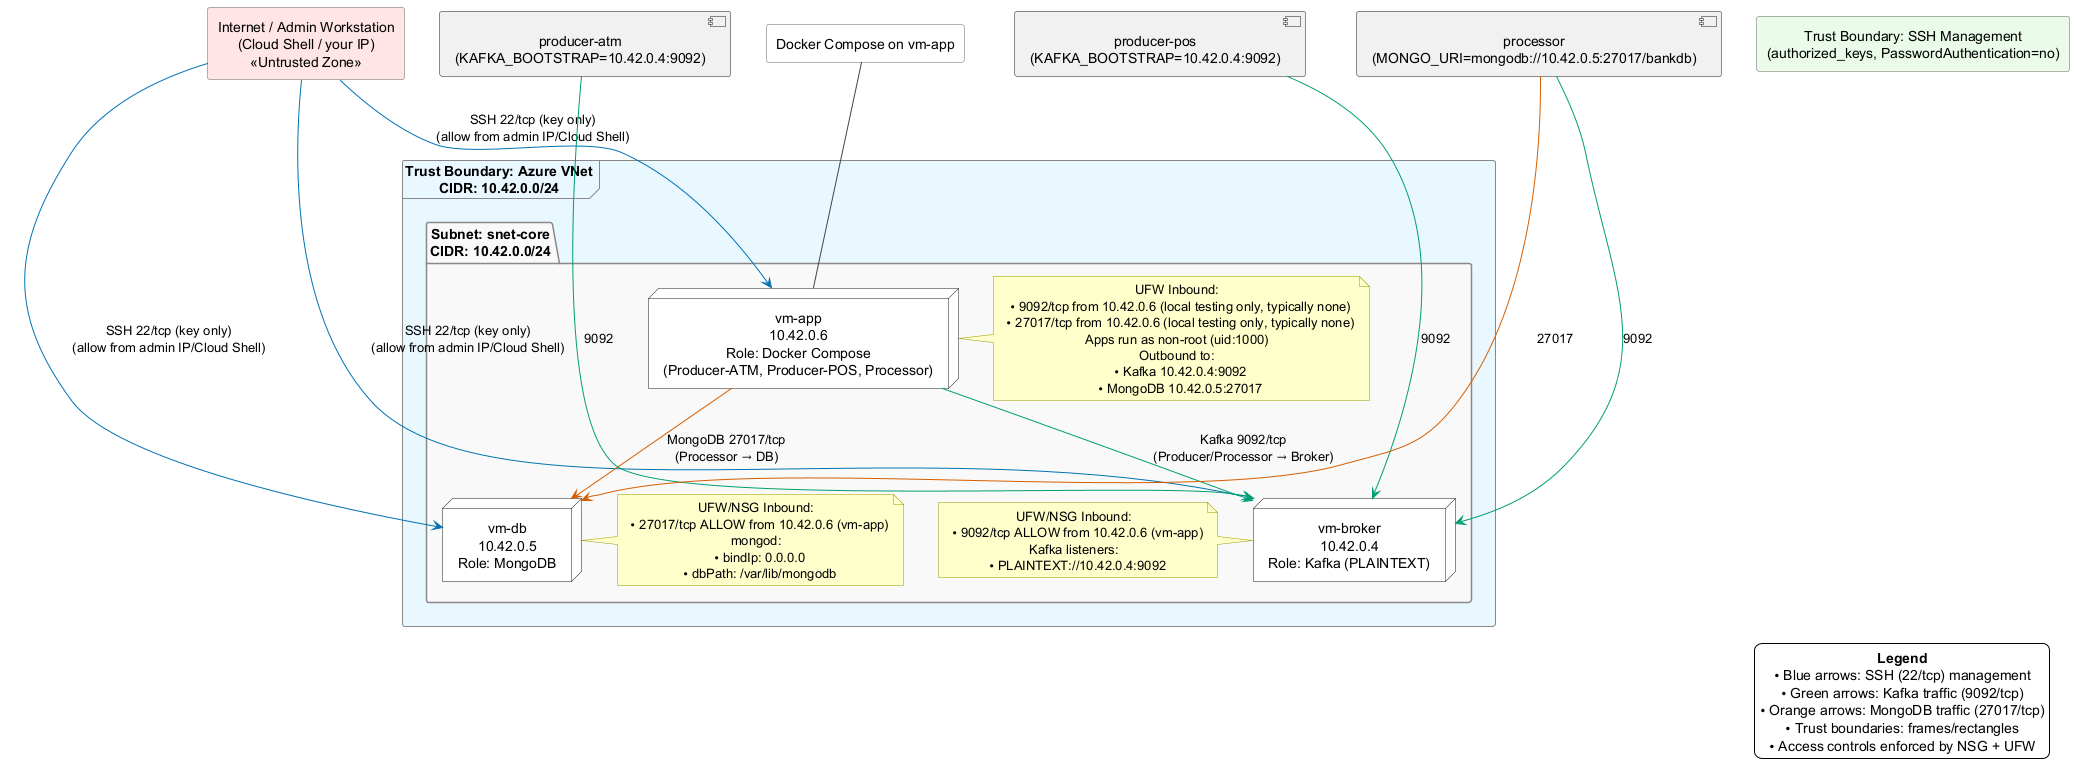 Internet / Admin Workstation
(Cloud Shell / your IP)
«Untrusted Zone»
producer-atm
(KAFKA_BOOTSTRAP=10.42.0.4:9092)
Docker Compose on vm-app
producer-pos
(KAFKA_BOOTSTRAP=10.42.0.4:9092)
processor
(MONGO_URI=mongodb://10.42.0.5:27017/bankdb)
Trust Boundary: SSH Management
(authorized_keys, PasswordAuthentication=no)
SSH 22/tcp (key only)
(allow from admin IP/Cloud Shell)
Trust Boundary: Azure VNet
CIDR: 10.42.0.0/24
Subnet: snet-core
CIDR: 10.42.0.0/24
SSH 22/tcp (key only)
(allow from admin IP/Cloud Shell)
SSH 22/tcp (key only)
(allow from admin IP/Cloud Shell)
9092
vm-app
10.42.0.6
Role: Docker Compose
(Producer-ATM, Producer-POS, Processor)
UFW Inbound:
• 9092/tcp from 10.42.0.6 (local testing only, typically none)
• 27017/tcp from 10.42.0.6 (local testing only, typically none)
Apps run as non-root (uid:1000)
Outbound to:
• Kafka 10.42.0.4:9092
• MongoDB 10.42.0.5:27017
9092
27017
9092
MongoDB 27017/tcp
(Processor → DB)
Kafka 9092/tcp
(Producer/Processor → Broker)
vm-db
10.42.0.5
Role: MongoDB
UFW/NSG Inbound:
• 27017/tcp ALLOW from 10.42.0.6 (vm-app)
mongod:
• bindIp: 0.0.0.0
• dbPath: /var/lib/mongodb
UFW/NSG Inbound:
• 9092/tcp ALLOW from 10.42.0.6 (vm-app)
Kafka listeners:
• PLAINTEXT://10.42.0.4:9092
vm-broker
10.42.0.4
Role: Kafka (PLAINTEXT)
Legend
• Blue arrows: SSH (22/tcp) management
• Green arrows: Kafka traffic (9092/tcp)
• Orange arrows: MongoDB traffic (27017/tcp)
• Trust boundaries: frames/rectangles
• Access controls enforced by NSG + UFW